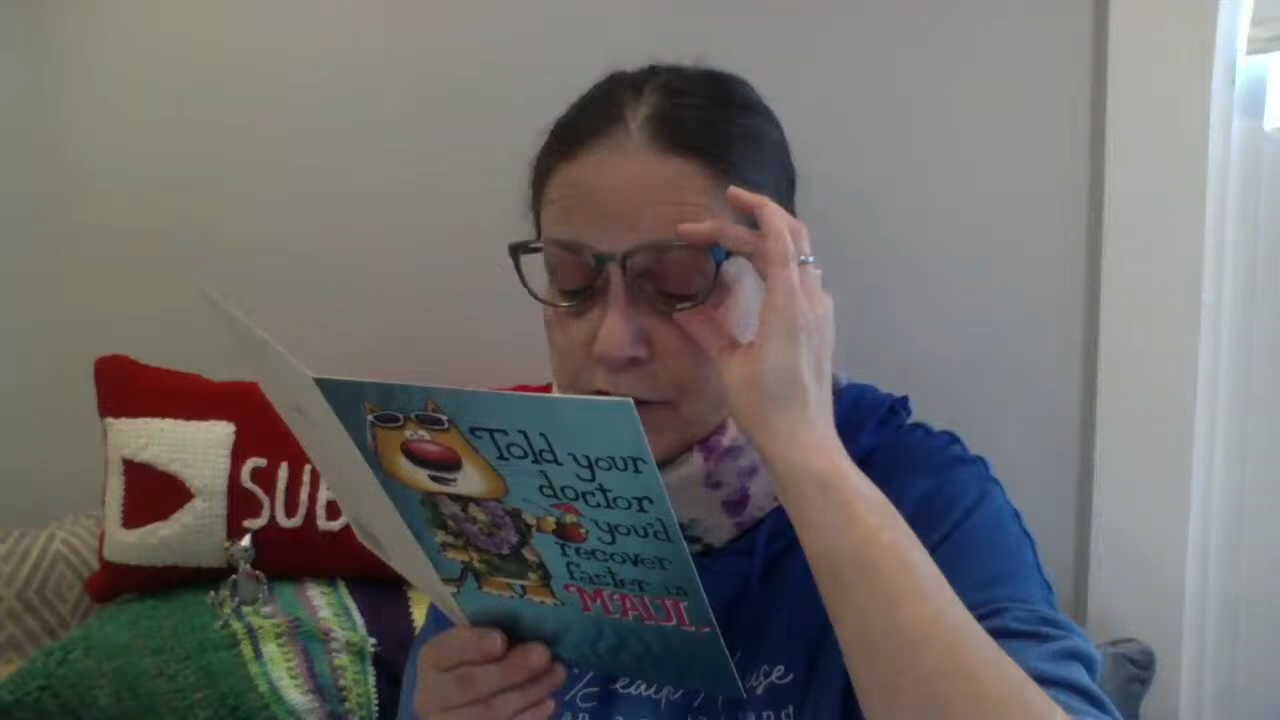 SUB
Told your
doctor
you'd
recover
faster in
MAUI.